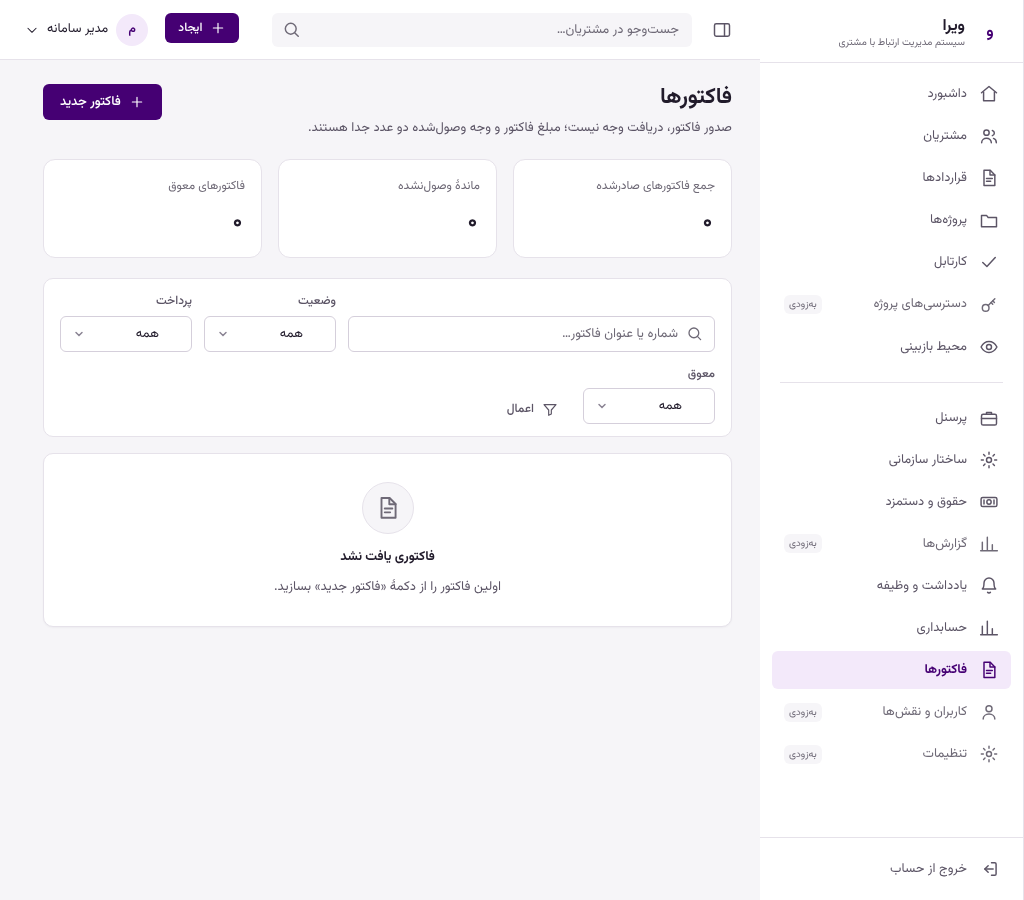 و
ویرا
سیستم مدیریت ارتباط با مشتری
داشبورد
مشتریان
قراردادها
پروژه‌ها
کارتابل
دسترسی‌های پروژه
به‌زودی
محیط بازبینی
پرسنل
ساختار سازمانی
حقوق و دستمزد
گزارش‌ها
به‌زودی
یادداشت و وظیفه
حسابداری
فاکتورها
کاربران و نقش‌ها
به‌زودی
تنظیمات
به‌زودی
خروج از حساب
جست‌وجو در مشتریان...
ایجاد
م
مدیر سامانه
فاکتورها
صدور فاکتور، دریافت وجه نیست؛ مبلغ فاکتور و وجه وصول‌شده دو عدد جدا هستند.
فاکتور جدید
جمع فاکتورهای صادرشده
۰
ماندهٔ وصول‌نشده
۰
فاکتورهای معوق
۰
شماره یا عنوان فاکتور...
وضعیت
همه
پرداخت
همه
معوق
همه
اعمال
فاکتوری یافت نشد
اولین فاکتور را از دکمهٔ «فاکتور جدید» بسازید.